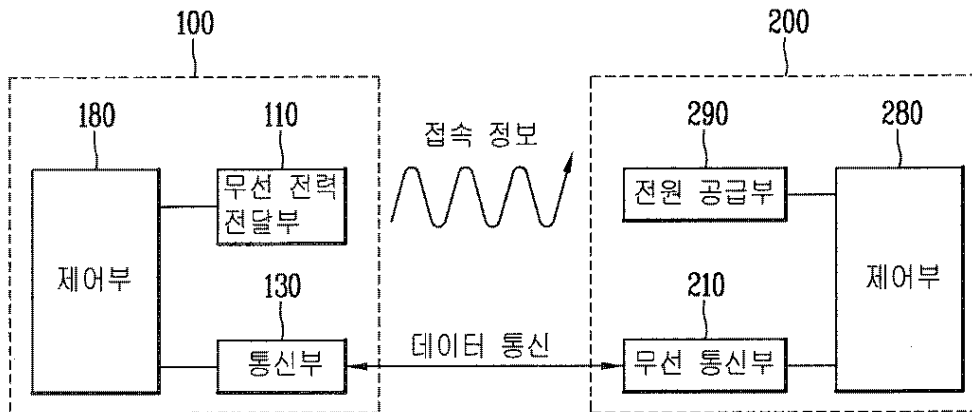 100
200
180
110
290
280
접속 정보
무선 전력
전달부
전원 공급부
제어부
제어부
130
210
데이터 통신
통신부
무선 통신부